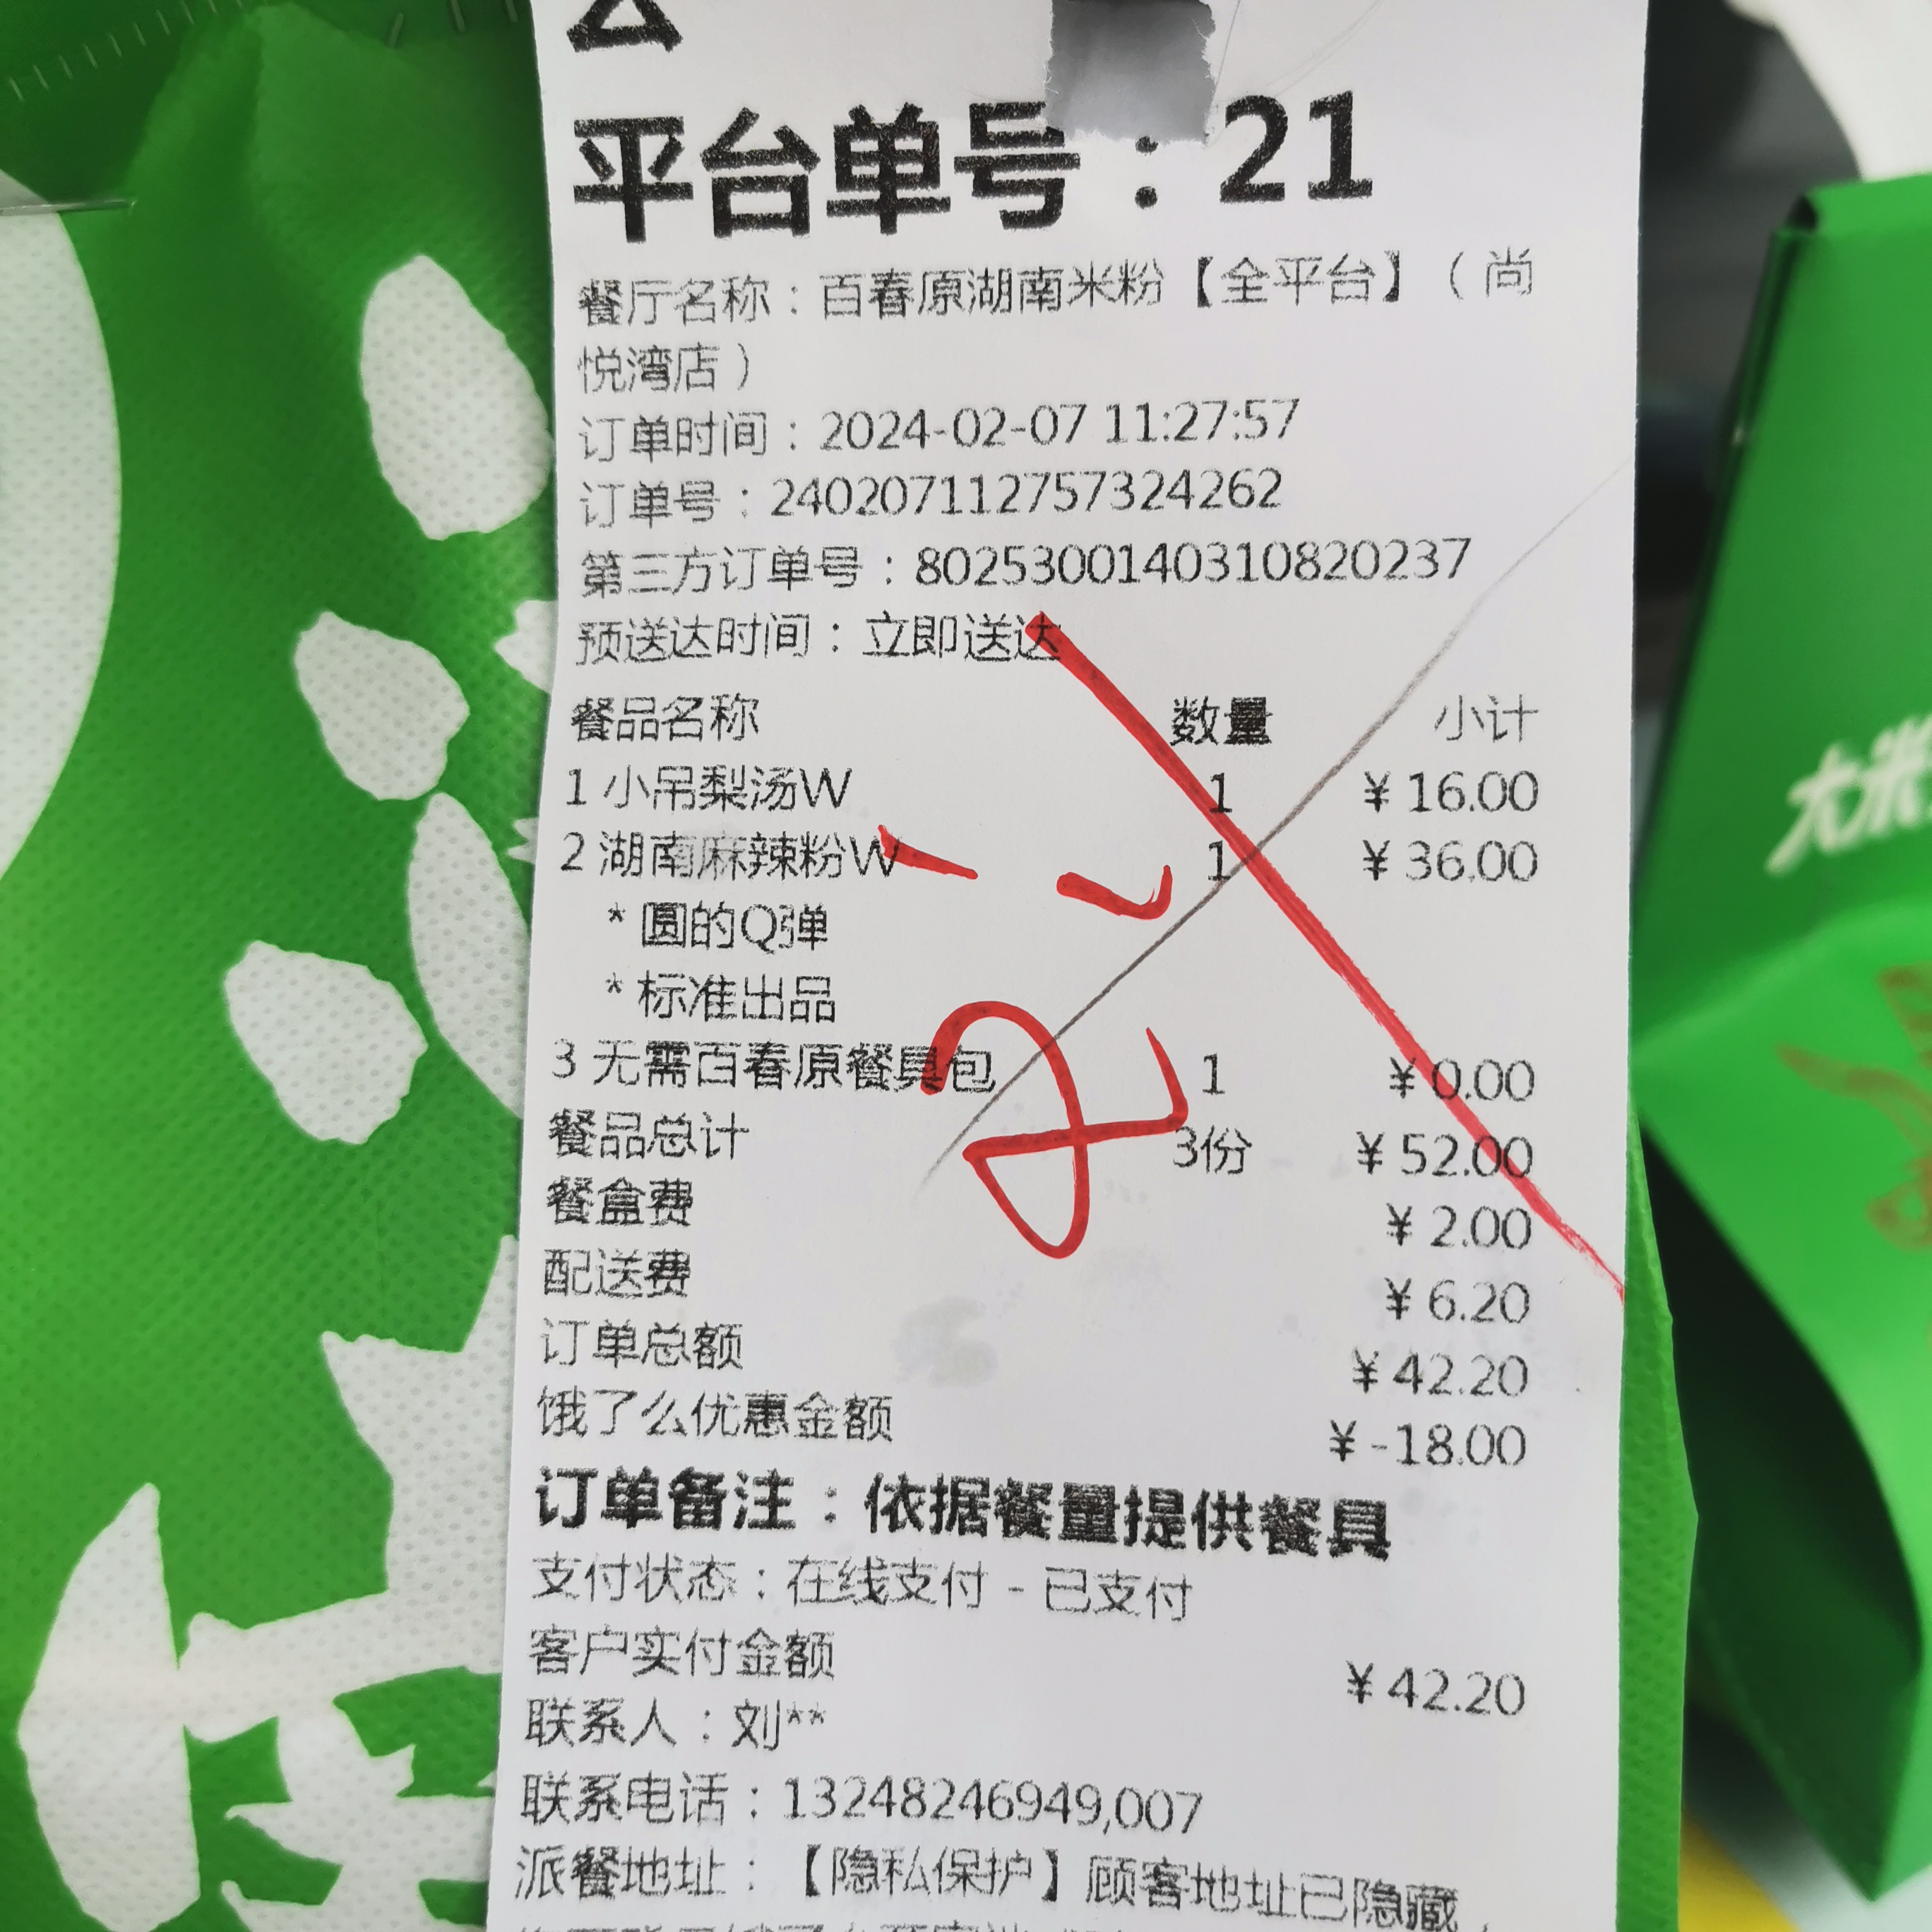 么
平台单号：21
餐厅名称：百春原湖南米粉【全平台】（尚
悦湾店）
订单时间：2024-02-07 11:27:57
订单号：240207112757324262
第三方订单号：8025300140310820237
预送达时间：立即送达
餐品名称 数量 小计
1 小吊梨汤W 1 ￥16.00
2 湖南麻辣粉W 1 ￥36.00
* 圆的Q弹
* 标准出品
3 无需百春原餐具包 1 ￥0.00
餐品总计 3份 ￥52.00
餐盒费 ￥2.00
配送费 ￥6.20
订单总额 ￥42.20
饿了么优惠金额 ￥-18.00
订单备注：依据餐量提供餐具
支付状态：在线支付 - 已支付
客户实付金额 ￥42.20
联系人：刘**
联系电话：13248246949,007
派餐地址：【隐私保护】顾客地址已隐藏，
大米